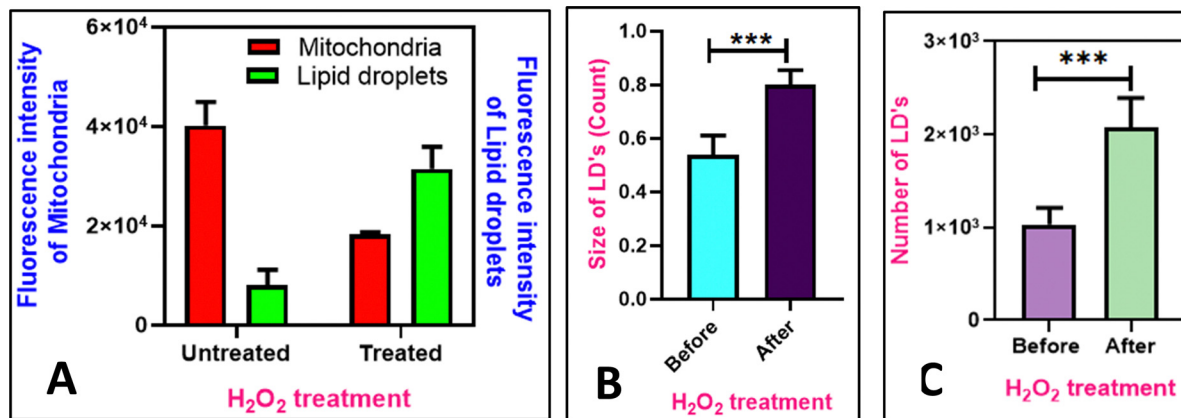 Fluorescence intensity
of Mitochondria
6×10⁴
4×10⁴
2×10⁴
0
Mitochondria
Lipid droplets
Fluorescence intensity
of Lipid droplets
Untreated
Treated
H₂O₂ treatment
A
Size of LD's (Count)
1.0
0.8
0.6
0.4
0.2
0.0
***
Before
After
H₂O₂ treatment
B
Number of LD's
3×10³
2×10³
1×10³
0
***
Before
After
H₂O₂ treatment
C